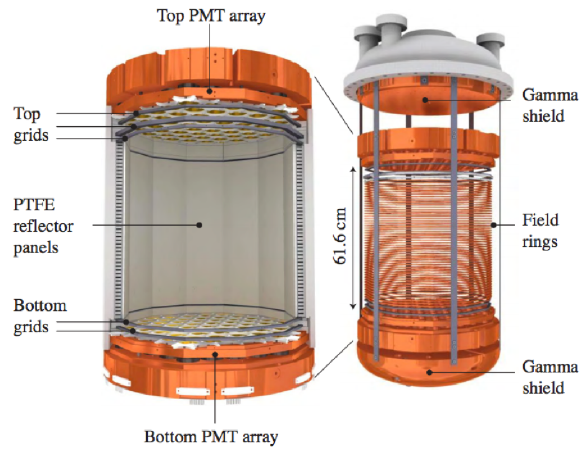 Top PMT array
Top
grids
PTFE
reflector
panels
Bottom
grids
Bottom PMT array
61.6 cm
Gamma
shield
Field
rings
Gamma
shield